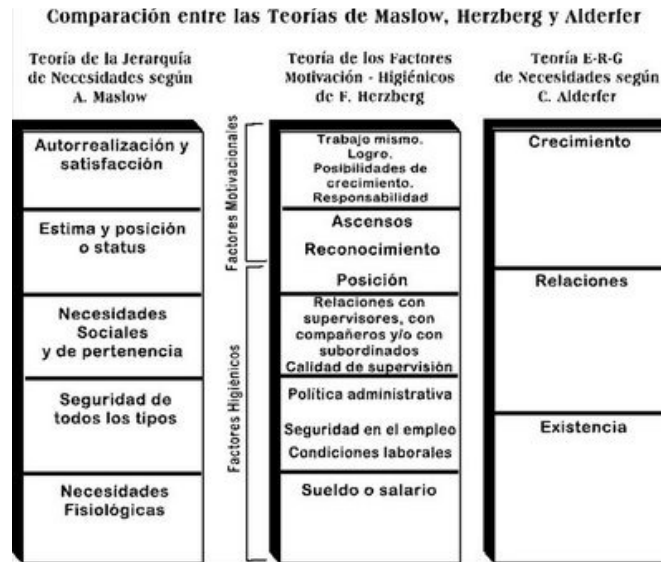 Comparación entre las Teorías de Maslow, Herzberg y Alderfer
Teoría de la Jerarquía
de Necesidades según
A. Maslow
Autorrealización y
satisfacción
Estima y posición
o status
Necesidades
Sociales
y de pertenencia
Seguridad de
todos los tipos
Necesidades
Fisiológicas
Teoría de los Factores
Motivación - Higiénicos
de F. Herzberg
Factores Motivacionales
Factores Higiénicos
Trabajo mismo.
Logro.
Posibilidades de
crecimiento.
Responsabilidad
Ascensos
Reconocimiento
Posición
Relaciones con
supervisores, con
compañeros y/o con
subordinados
Calidad de supervisión
Política administrativa
Seguridad en el empleo
Condiciones laborales
Sueldo o salario
Teoría E-R-G
de Necesidades según
C. Alderfer
Crecimiento
Relaciones
Existencia